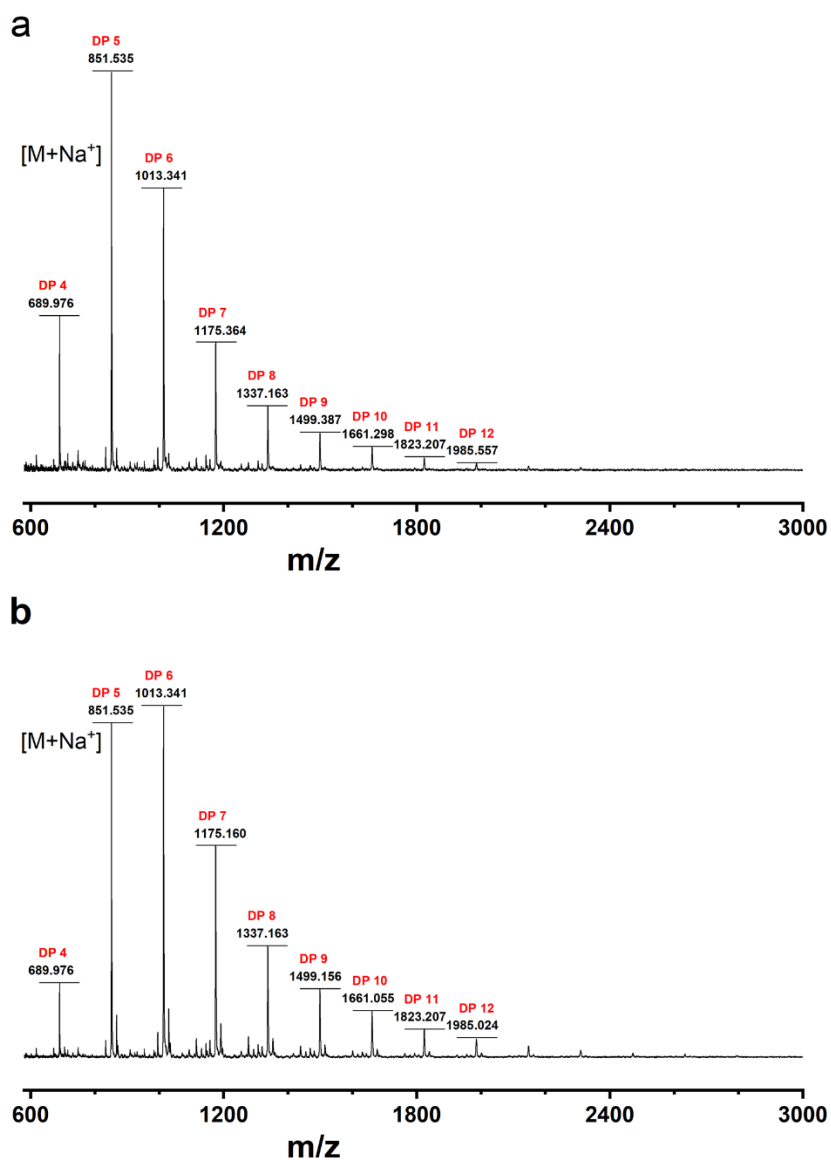 a
DP 5
851.535
[M+Na⁺]
DP 6
1013.341
DP 4
689.976
DP 7
1175.364
DP 8
1337.163
DP 9
1499.387
DP 10
1661.298
DP 11
1823.207
DP 12
1985.557
600 1200 1800 2400 3000
m/z
b
DP 6
1013.341
DP 5
851.535
[M+Na⁺]
DP 7
1175.160
DP 8
1337.163
DP 4
689.976
DP 9
1499.156
DP 10
1661.055
DP 11
1823.207
DP 12
1985.024
600 1200 1800 2400 3000
m/z